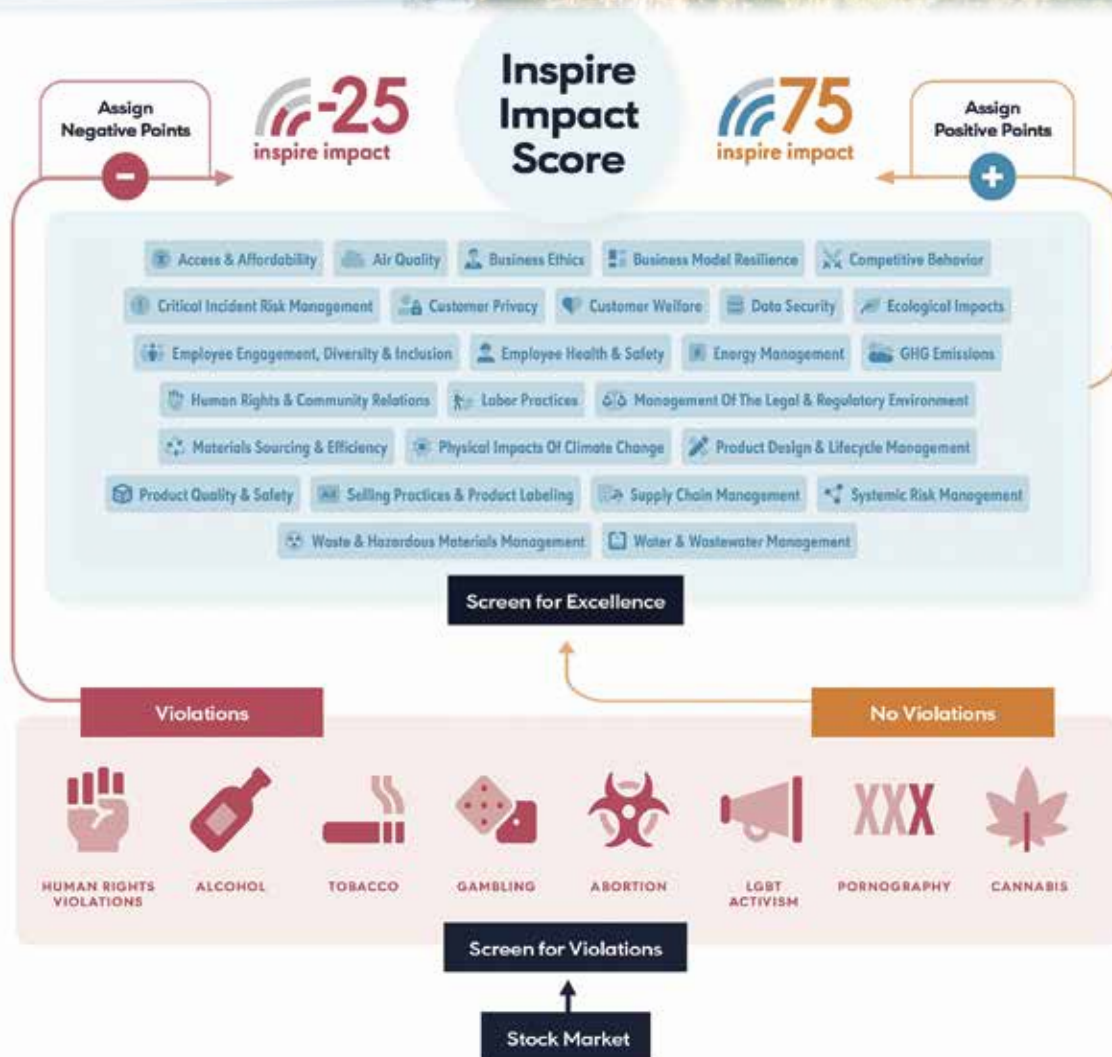 Inspire
Impact
Score
Assign
Negative Points
-25
inspire impact
75
inspire impact
Assign
Positive Points
Access & Affordability
Air Quality
Business Ethics
Business Model Resilience
Competitive Behavior
Critical Incident Risk Management
Customer Privacy
Customer Welfare
Data Security
Ecological Impacts
Employee Engagement, Diversity & Inclusion
Employee Health & Safety
Energy Management
GHG Emissions
Human Rights & Community Relations
Labor Practices
Management Of The Legal & Regulatory Environment
Materials Sourcing & Efficiency
Physical Impacts Of Climate Change
Product Design & Lifecycle Management
Product Quality & Safety
Selling Practices & Product Labeling
Supply Chain Management
Systemic Risk Management
Waste & Hazardous Materials Management
Water & Wastewater Management
Screen for Excellence
Violations
No Violations
XXX
HUMAN RIGHTS
VIOLATIONS
ALCOHOL
TOBACCO
GAMBLING
ABORTION
LGBT
ACTIVISM
PORNOGRAPHY
CANNABIS
Screen for Violations
Stock Market